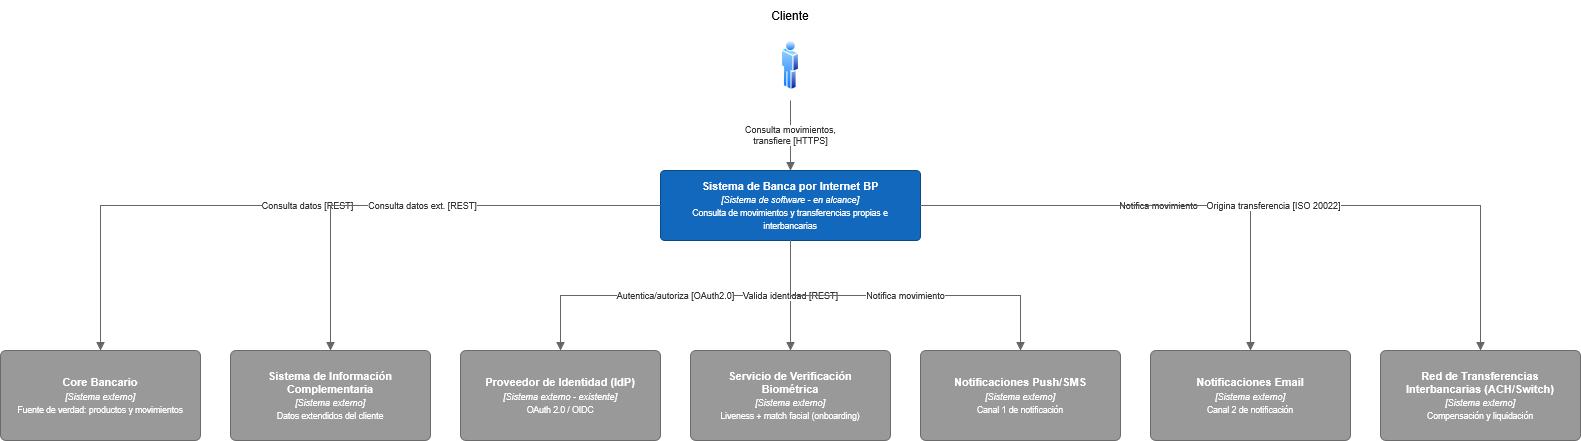 Cliente
Consulta movimientos,
transfiere [HTTPS]
Sistema de Banca por Internet BP
[Sistema de software - en alcance]
Consulta de movimientos y transferencias propias e
interbancarias
Consulta datos [REST]
Consulta datos ext. [REST]
Notifica movimiento
Origina transferencia [ISO 20022]
Autentica/autoriza [OAuth2.0]
Valida identidad [REST]
Notifica movimiento
Core Bancario
[Sistema externo]
Fuente de verdad: productos y movimientos
Sistema de Información
Complementaria
[Sistema externo]
Datos extendidos del cliente
Proveedor de Identidad (IdP)
[Sistema externo - existente]
OAuth 2.0 / OIDC
Servicio de Verificación
Biométrica
[Sistema externo]
Liveness + match facial (onboarding)
Notificaciones Push/SMS
[Sistema externo]
Canal 1 de notificación
Notificaciones Email
[Sistema externo]
Canal 2 de notificación
Red de Transferencias
Interbancarias (ACH/Switch)
[Sistema externo]
Compensación y liquidación